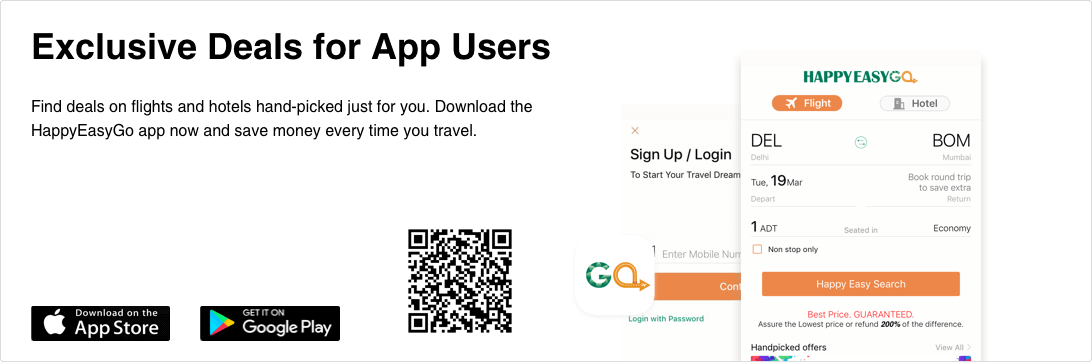 Exclusive Deals for App Users
Find deals on flights and hotels hand-picked just for you. Download the
HappyEasyGo app now and save money every time you travel.
Download on the
App Store
GET IT ON
Google Play
GO
Sign Up / Login
To Start Your Travel Dream
1 Enter Mobile Num
Cont
Login with Password
HAPPYEASYGO
Flight
Hotel
DEL
BOM
Delhi
Mumbai
Tue, 19Mar
Book round trip
to save extra
Depart
Return
1 ADT
Seated in
Economy
Non stop only
Happy Easy Search
Best Price. GUARANTEED.
Assure the Lowest price or refund 200% of the difference.
Handpicked offers
View All